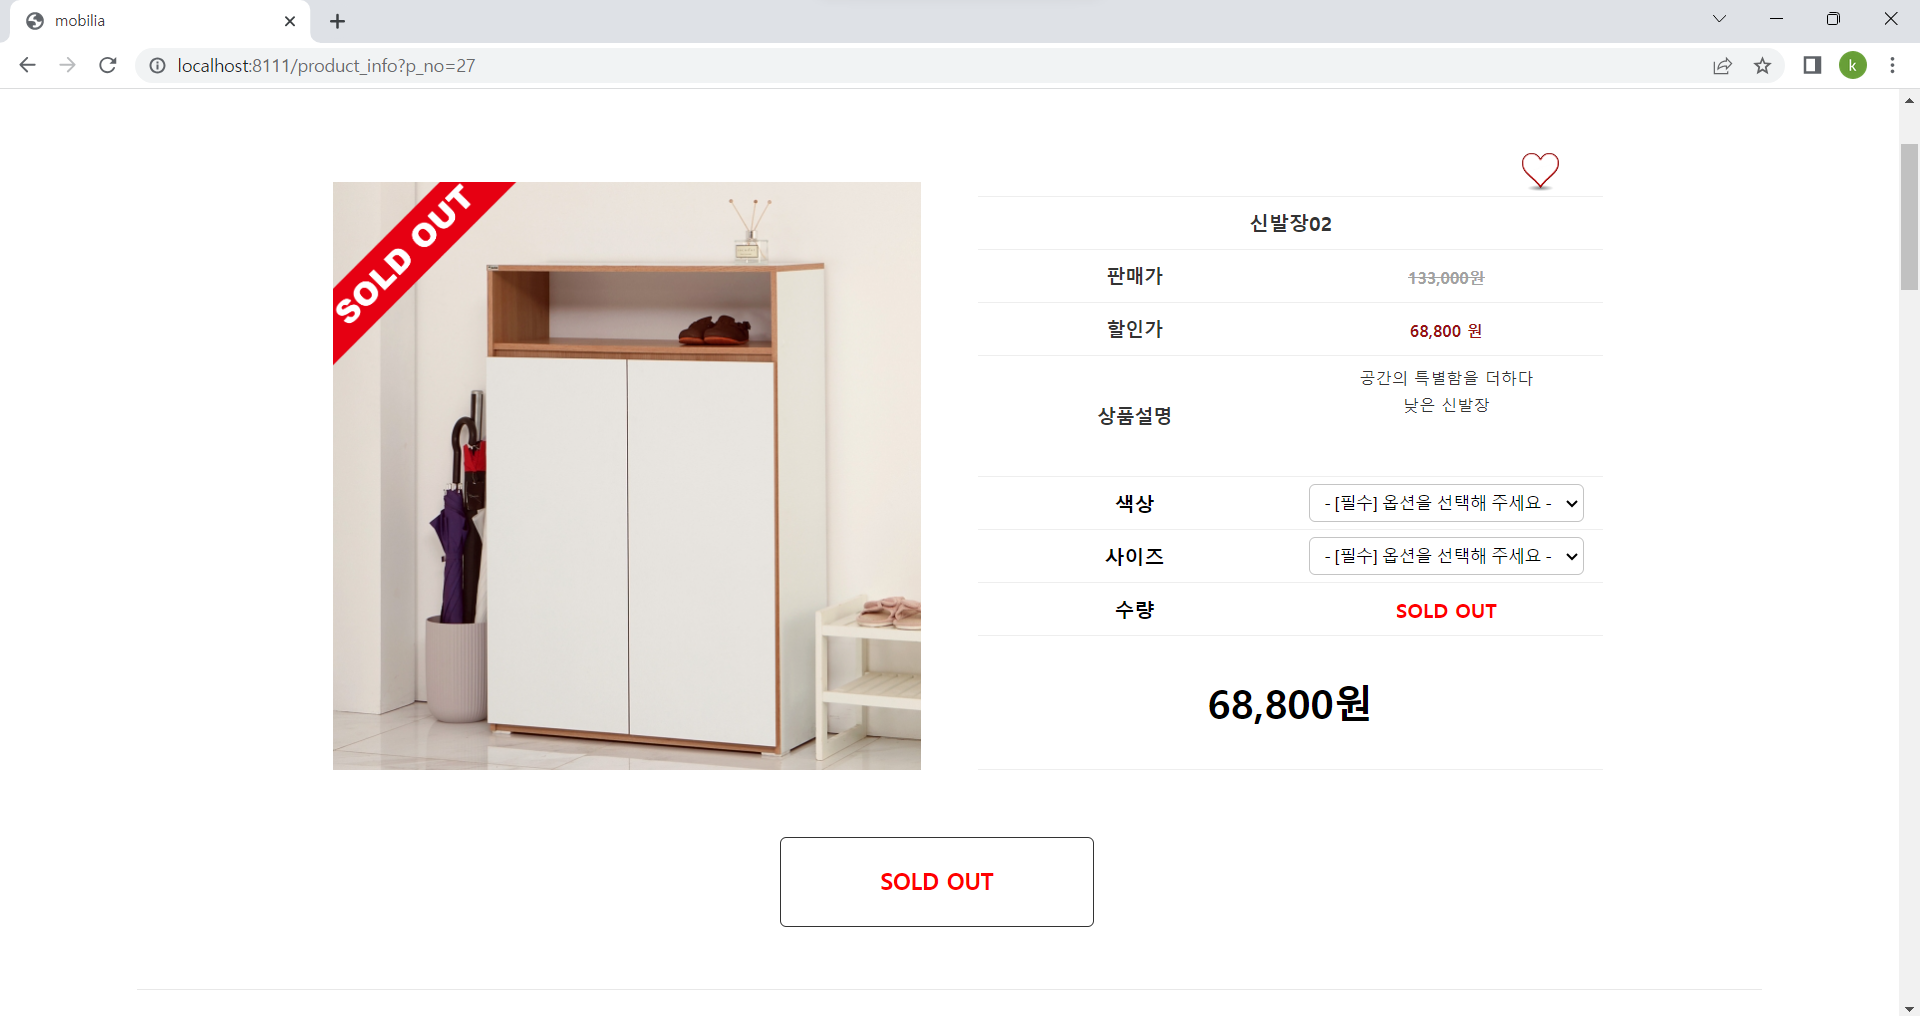 mobilia
localhost:8111/product_info?p_no=27
k
SOLD OUT
신발장02
판매가 133,000원
할인가 68,800 원
상품설명
공간의 특별함을 더하다
낮은 신발장
색상 - [필수] 옵션을 선택해 주세요 -
사이즈 - [필수] 옵션을 선택해 주세요 -
수량 SOLD OUT
68,800원
SOLD OUT